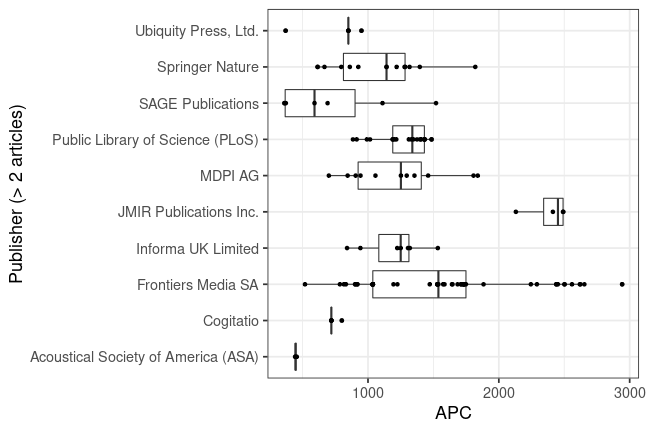 Publisher (> 2 articles)
Ubiquity Press, Ltd.
Springer Nature
SAGE Publications
Public Library of Science (PLoS)
MDPI AG
JMIR Publications Inc.
Informa UK Limited
Frontiers Media SA
Cogitatio
Acoustical Society of America (ASA)
1000 2000 3000
APC